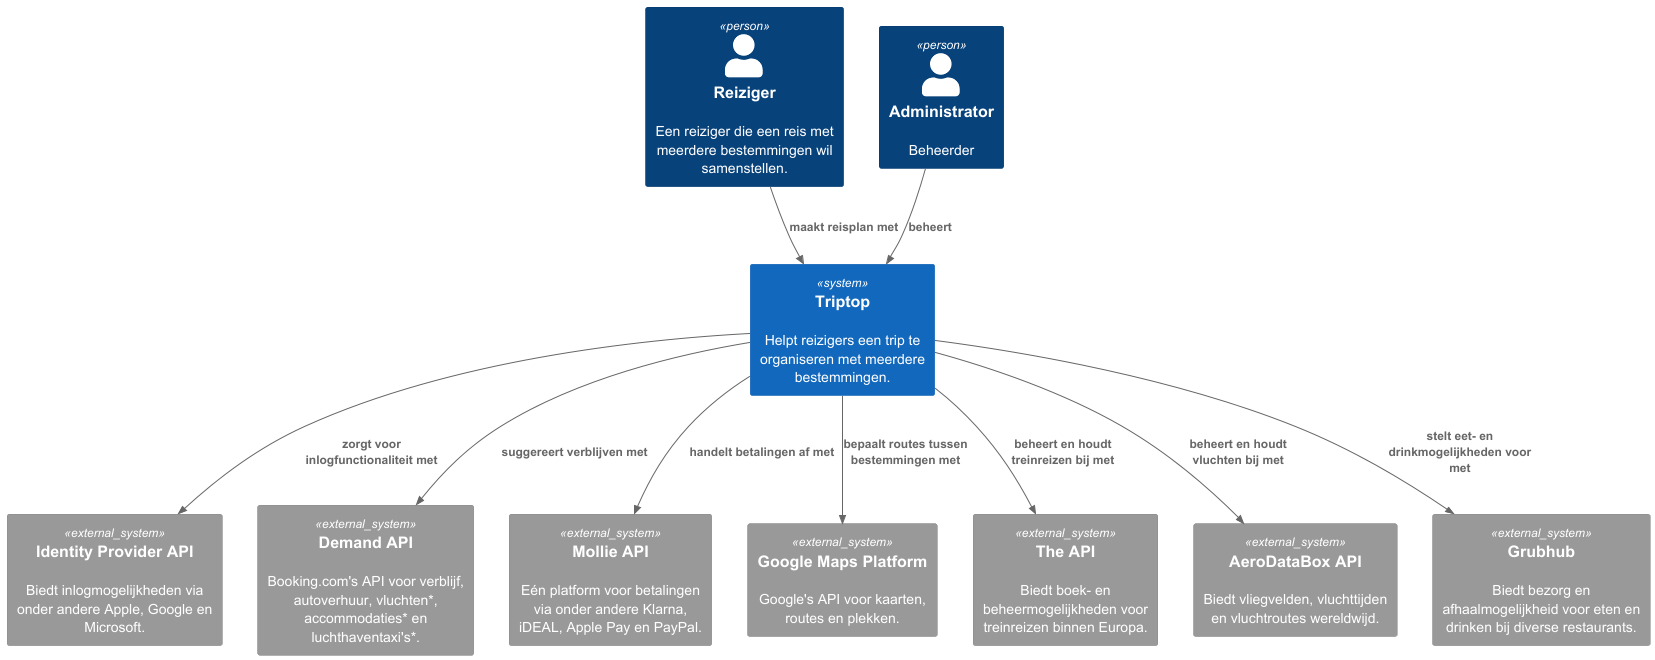 «person»
Reiziger
Een reiziger die een reis met
meerdere bestemmingen wil
samenstellen.
«person»
Administrator
Beheerder
maakt reisplan met
beheert
«system»
Triptop
Helpt reizigers een trip te
organiseren met meerdere
bestemmingen.
zorgt voor
inlogfunctionaliteit met
suggereert verblijven met
handelt betalingen af met
bepaalt routes tussen
bestemmingen met
beheert en houdt
treinreizen bij met
beheert en houdt
vluchten bij met
stelt eet- en
drinkmogelijkheden voor
met
«external_system»
Identity Provider API
Biedt inlogmogelijkheden via
onder andere Apple, Google en
Microsoft.
«external_system»
Demand API
Booking.com's API voor verblijf,
autoverhuur, vluchten*,
accommodaties* en
luchthaventaxi's*.
«external_system»
Mollie API
Eén platform voor betalingen
via onder andere Klarna,
iDEAL, Apple Pay en PayPal.
«external_system»
Google Maps Platform
Google's API voor kaarten,
routes en plekken.
«external_system»
The API
Biedt boek- en
beheermogelijkheden voor
treinreizen binnen Europa.
«external_system»
AeroDataBox API
Biedt vliegvelden, vluchttijden
en vluchtroutes wereldwijd.
«external_system»
Grubhub
Biedt bezorg en
afhaalmogelijkheid voor eten en
drinken bij diverse restaurants.